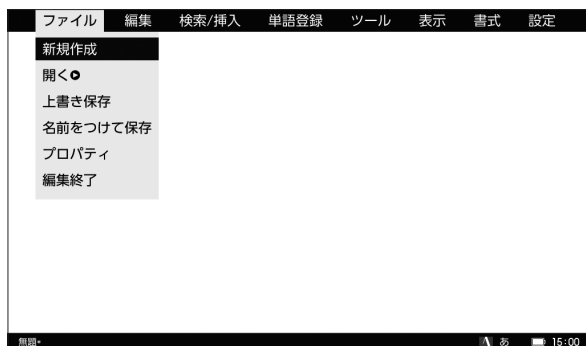 ファイル 編集 検索/挿入 単語登録 ツール 表示 書式 設定
新規作成
開く
上書き保存
名前をつけて保存
プロパティ
編集終了
無題- A あ 15:00